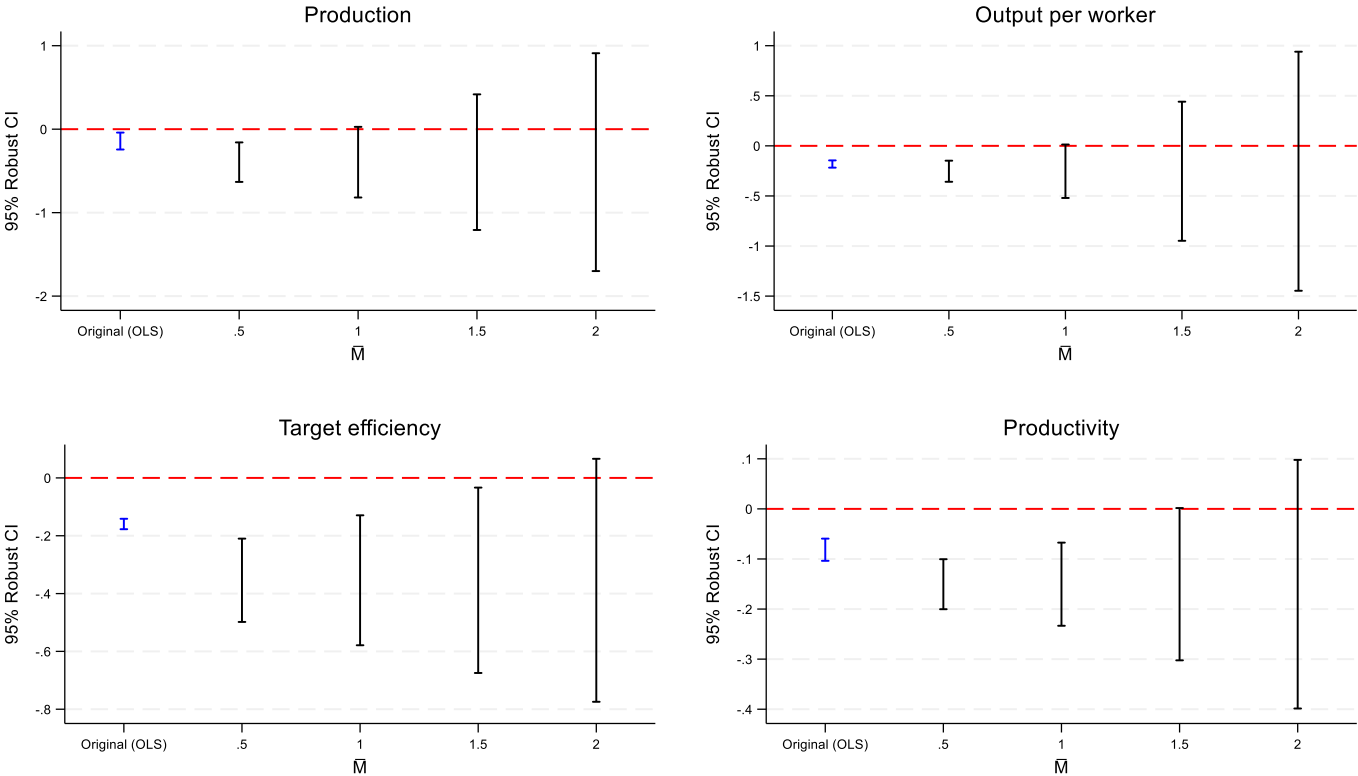 Production
95% Robust CI
1
0
-1
-2
Original (OLS) .5 1 1.5 2
M̅
Output per worker
95% Robust CI
1
.5
0
-.5
-1
-1.5
Original (OLS) .5 1 1.5 2
M̅
Target efficiency
95% Robust CI
0
-.2
-.4
-.6
-.8
Original (OLS) .5 1 1.5 2
M̅
Productivity
95% Robust CI
.1
0
-.1
-.2
-.3
-.4
Original (OLS) .5 1 1.5 2
M̅